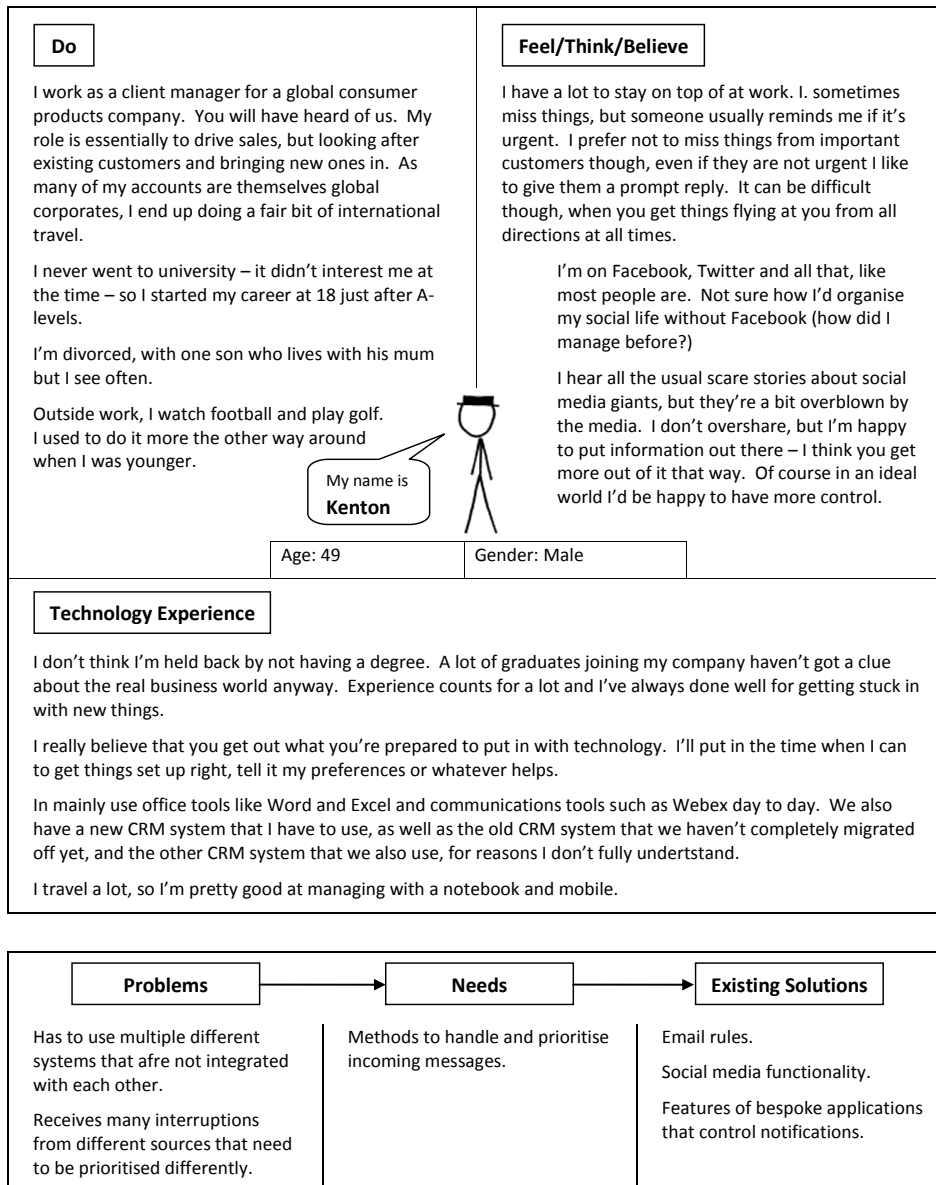 Do
I work as a client manager for a global consumer
products company. You will have heard of us. My
role is essentially to drive sales, but looking after
existing customers and bringing new ones in. As
many of my accounts are themselves global
corporates, I end up doing a fair bit of international
travel.
I never went to university – it didn't interest me at
the time – so I started my career at 18 just after A-
levels.
I'm divorced, with one son who lives with his mum
but I see often.
Outside work, I watch football and play golf.
I used to do it more the other way around
when I was younger.
My name is
Kenton
Feel/Think/Believe
I have a lot to stay on top of at work. I. sometimes
miss things, but someone usually reminds me if it's
urgent. I prefer not to miss things from important
customers though, even if they are not urgent I like
to give them a prompt reply. It can be difficult
though, when you get things flying at you from all
directions at all times.
I'm on Facebook, Twitter and all that, like
most people are. Not sure how I'd organise
my social life without Facebook (how did I
manage before?)
I hear all the usual scare stories about social
media giants, but they're a bit overblown by
the media. I don't overshare, but I'm happy
to put information out there – I think you get
more out of it that way. Of course in an ideal
world I'd be happy to have more control.
Age: 49
Gender: Male
Technology Experience
I don't think I'm held back by not having a degree. A lot of graduates joining my company haven't got a clue
about the real business world anyway. Experience counts for a lot and I've always done well for getting stuck in
with new things.
I really believe that you get out what you're prepared to put in with technology. I'll put in the time when I can
to get things set up right, tell it my preferences or whatever helps.
In mainly use office tools like Word and Excel and communications tools such as Webex day to day. We also
have a new CRM system that I have to use, as well as the old CRM system that we haven't completely migrated
off yet, and the other CRM system that we also use, for reasons I don't fully undertstand.
I travel a lot, so I'm pretty good at managing with a notebook and mobile.
Problems
Has to use multiple different
systems that afre not integrated
with each other.
Receives many interruptions
from different sources that need
to be prioritised differently.
Needs
Methods to handle and prioritise
incoming messages.
Existing Solutions
Email rules.
Social media functionality.
Features of bespoke applications
that control notifications.